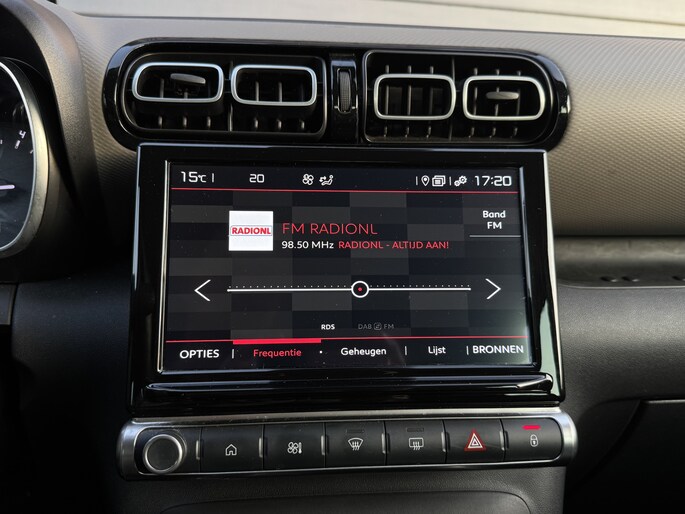 15°C 20 17:20
RADIONL
FM RADIONL
98.50 MHz RADIONL - ALTIJD AAN!
Band
FM
RDS DAB FM
OPTIES Frequentie Geheugen Lijst BRONNEN